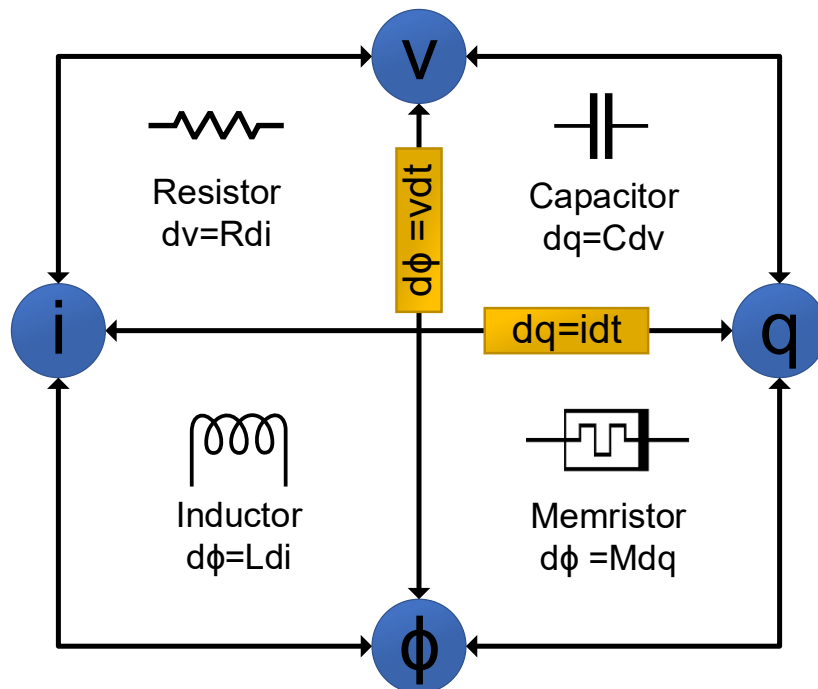 v
Resistor
dv=Rdi
dϕ =vdt
Capacitor
dq=Cdv
i
dq=idt
q
Inductor
dϕ=Ldi
Memristor
dϕ =Mdq
ϕ